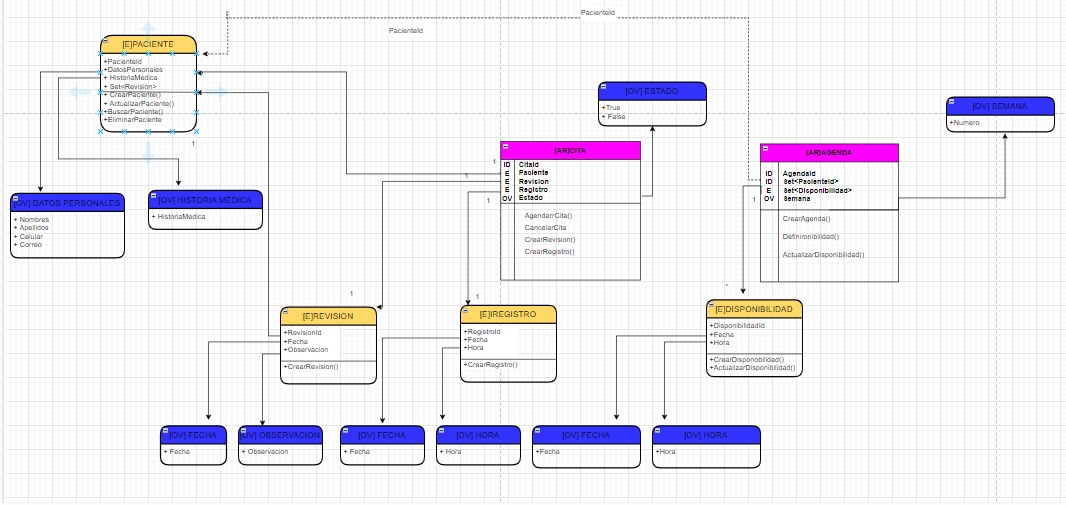 PacienteId
PacienteId
[E]PACIENTE
+PacienteId
+DatosPersonales
+ HistoriaMedica
+ Set<Revision>
+ CrearPaciente()
+ ActualizarPaciente()
+BuscarPaciente()
+EliminarPaciente
1
[OV] ESTADO
+True
+ False
[OV] SEMANA
+Numero
[AR]CITA
ID CitaId
E Paciente
E Revision
E Registro
OV Estado
AgendarrCita()
CancelarCita
CrearRevision()
CrearRegistro()
1
1
1
[AR]AGENDA
ID AgendaId
ID Set<PacienteId>
E Set<Disponibilidad>
OV Semana
CrearAgenda()
Definironibilidad()
ActualizarDisponibilidad()
1
*
[OV] DATOS PERSONALES
+ Nombres
+ Apellidos
+ Celular
+ Correo
[OV] HISTORIA MEDICA
+ HistoriaMedica
1
1
[E]REVISION
+RevisionId
+ Fecha
+Observacion
+CrearRevision()
[E]REGISTRO
+RegistroId
+Fecha
+Hora
+CrearRegistro()
[E]DISPONIBILIDAD
+DisponibilidadId
+Fecha
+Hora
+CrearDisponobilidad()
+ActualizarDisponibilidad()
[OV] FECHA
+ Fecha
[OV] OBSERVACION
+ Observacion
[OV] FECHA
+ Fecha
[OV] HORA
+ Hora
[OV] FECHA
+Fecha
[OV] HORA
+Hora